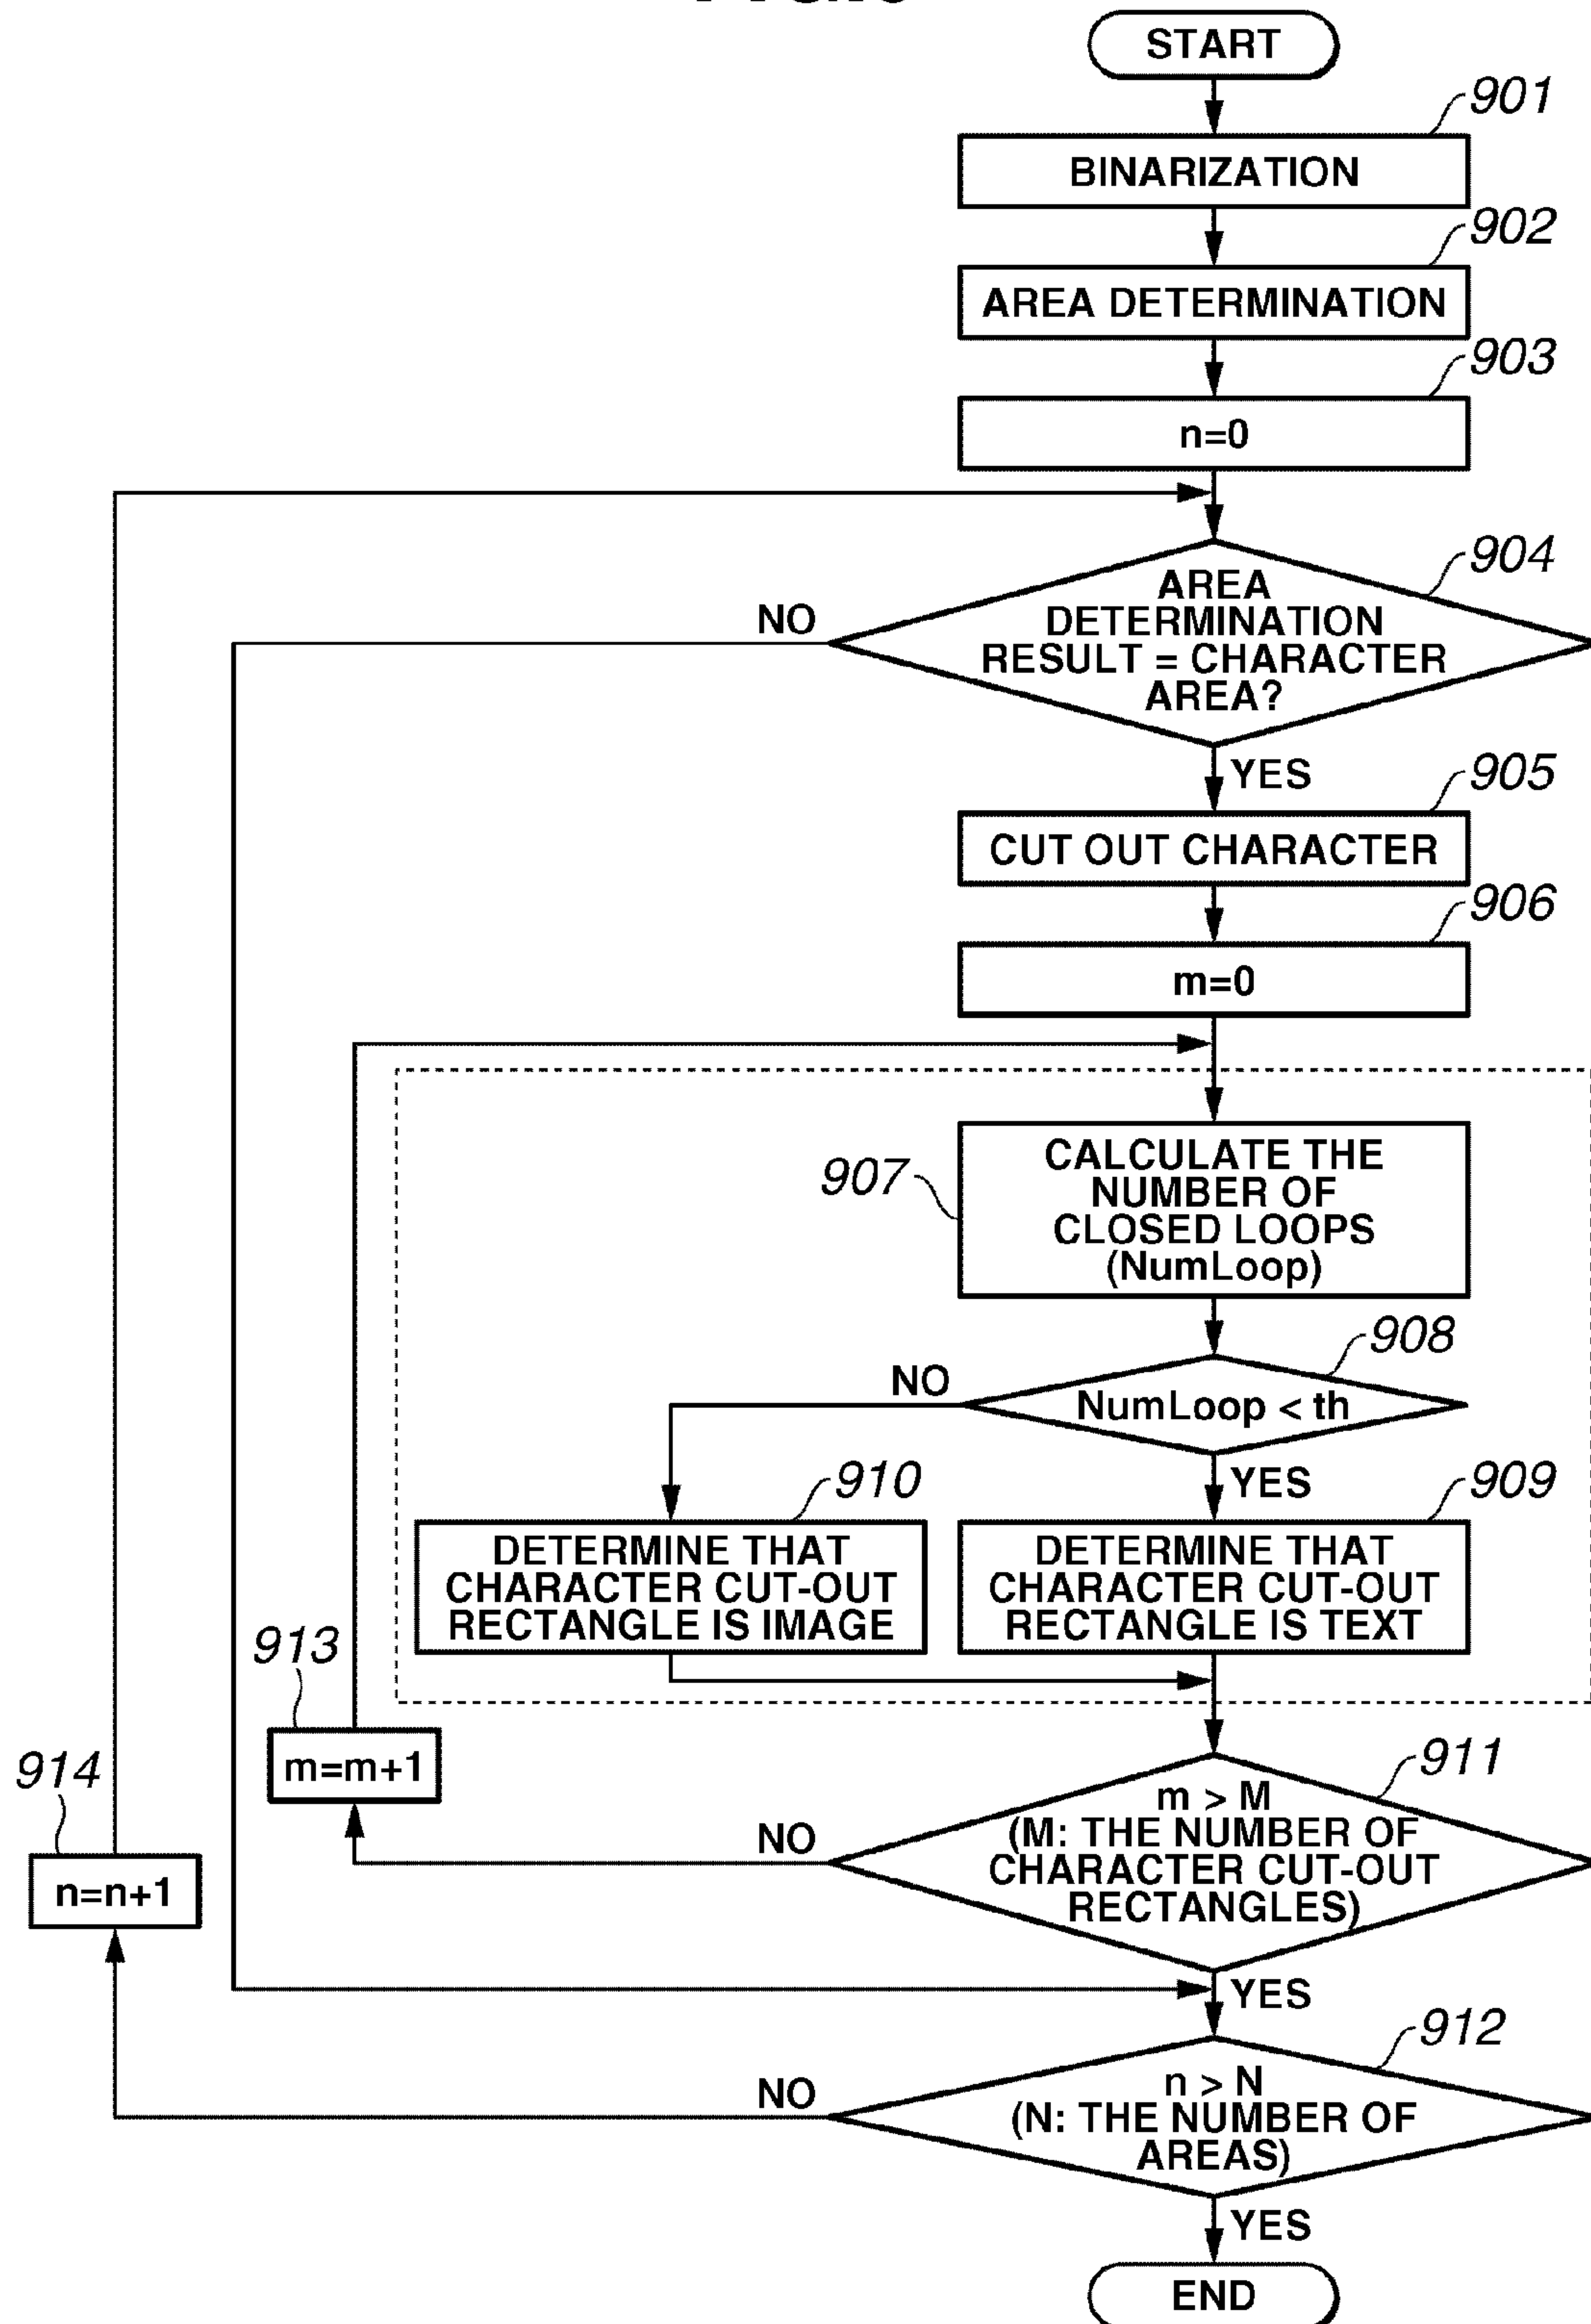 START
901
BINARIZATION
902
AREA DETERMINATION
903
n=0
904
AREA
DETERMINATION
RESULT = CHARACTER
AREA?
NO
YES
905
CUT OUT CHARACTER
906
m=0
907
CALCULATE THE
NUMBER OF
CLOSED LOOPS
(NumLoop)
908
NO
NumLoop < th
YES
910
909
DETERMINE THAT
CHARACTER CUT-OUT
RECTANGLE IS IMAGE
DETERMINE THAT
CHARACTER CUT-OUT
RECTANGLE IS TEXT
913
m=m+1
914
n=n+1
911
m > M
(M: THE NUMBER OF
CHARACTER CUT-OUT
RECTANGLES)
NO
YES
912
n > N
(N: THE NUMBER OF
AREAS)
NO
YES
END